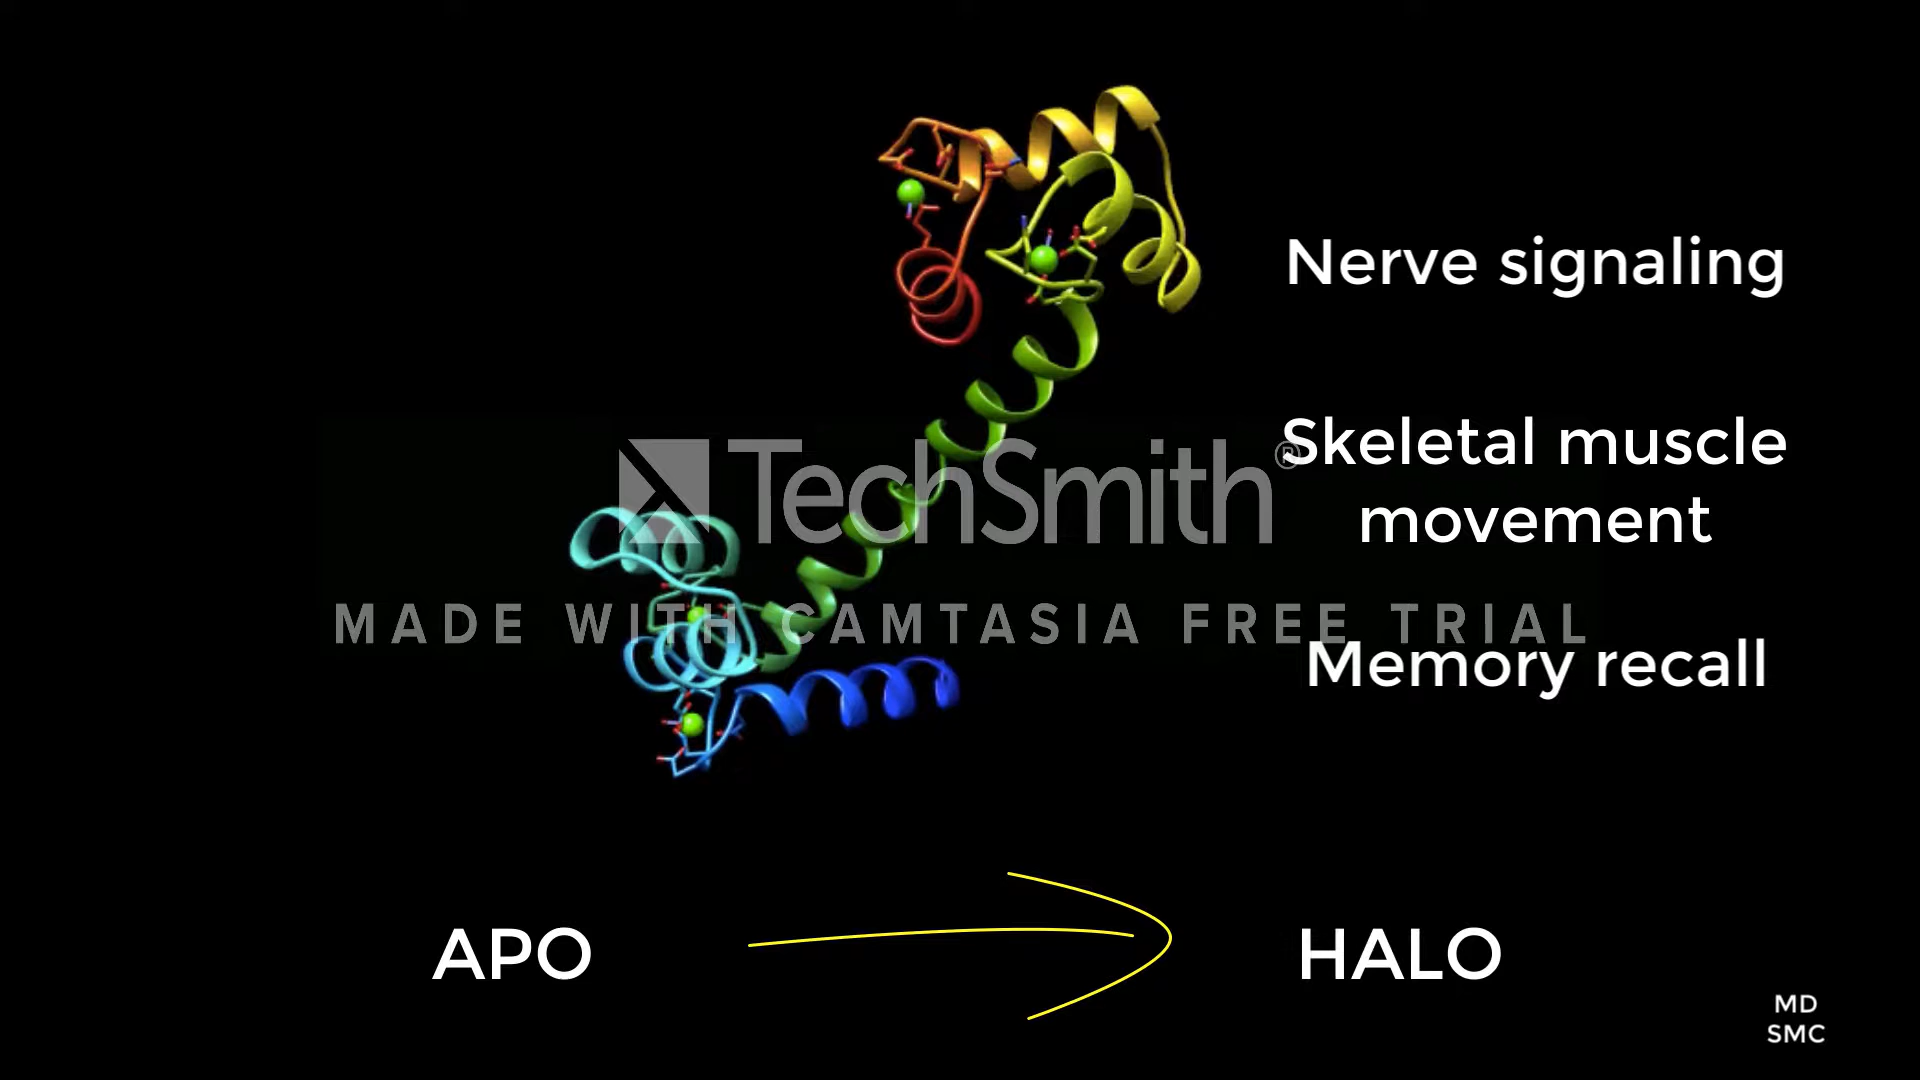 Nerve signaling
Skeletal muscle
movement
TechSmith®
MADE WITH CAMTASIA FREE TRIAL
Memory recall
APO
HALO
MD
SMC